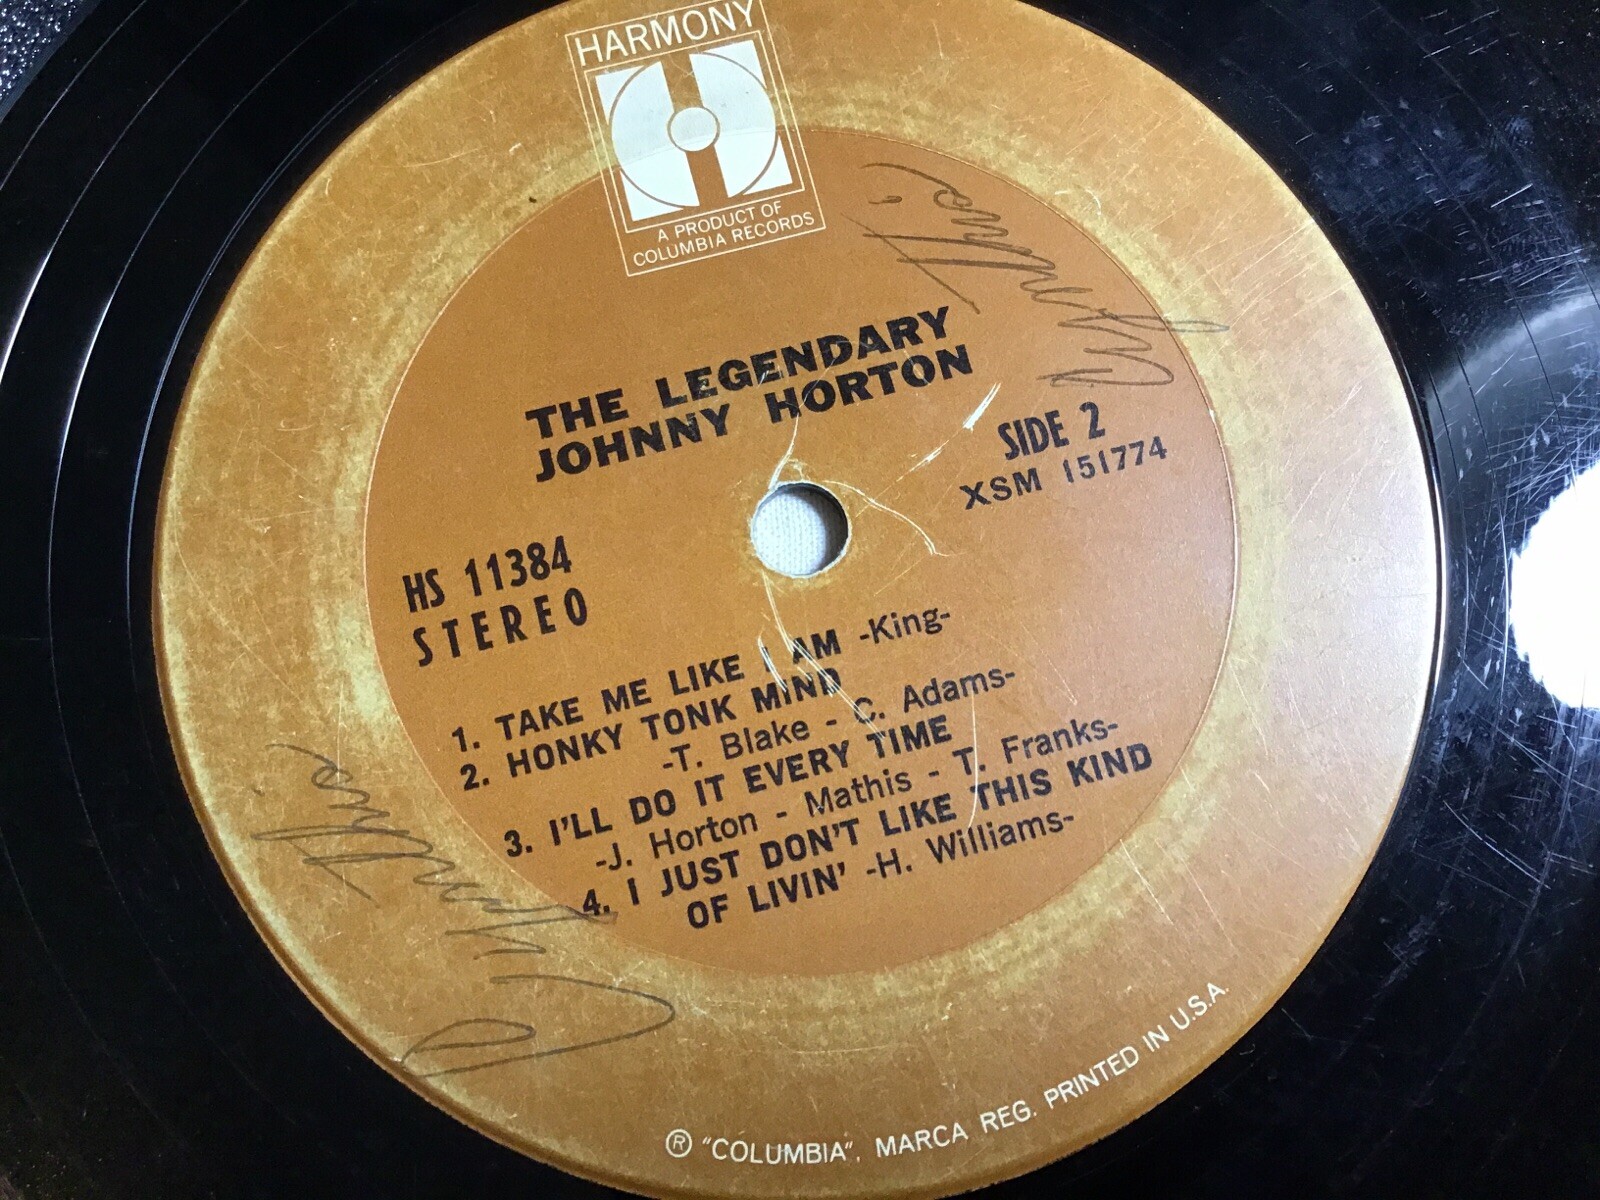 HARMONY
A PRODUCT OF
COLUMBIA RECORDS
THE LEGENDARY
JOHNNY HORTON
SIDE 2
XSM 151774
HS 11384
STEREO
1. TAKE ME LIKE I AM -King-
2. HONKY TONK MIND
-T. Blake - C. Adams-
3. I'LL DO IT EVERY TIME
-J. Horton - Mathis - T. Franks-
4. I JUST DON'T LIKE THIS KIND
OF LIVIN' -H. Williams-
® "COLUMBIA", MARCA REG. PRINTED IN U.S.A.